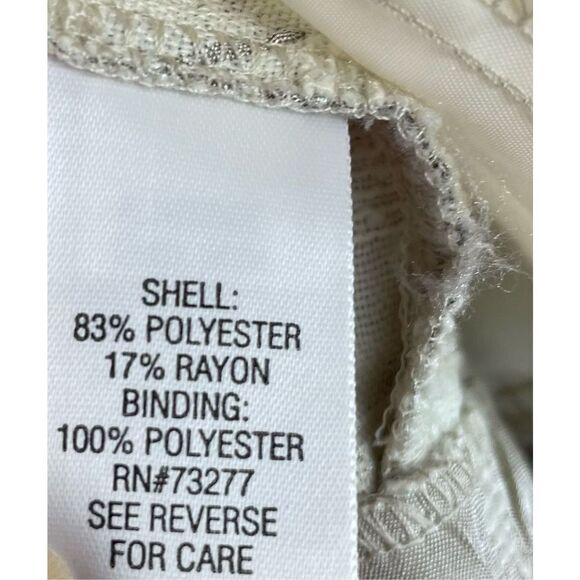 SHELL:
83% POLYESTER
17% RAYON
BINDING:
100% POLYESTER
RN#73277
SEE REVERSE
FOR CARE